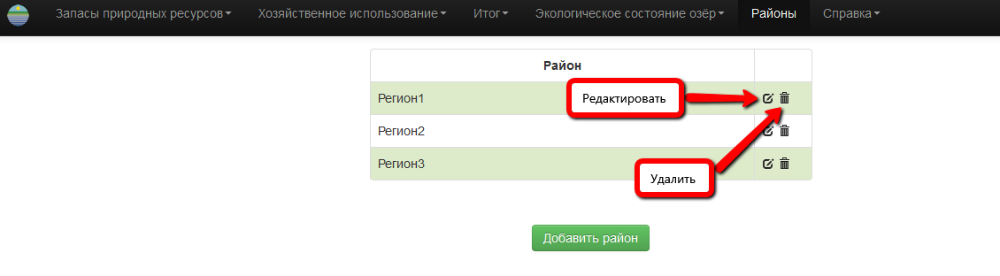 Запасы природных ресурсов Хозяйственное использование Итог Экологическое состояние озёр Районы Справка
Район
Регион1 Редактировать
Регион2
Регион3
Удалить
Добавить район